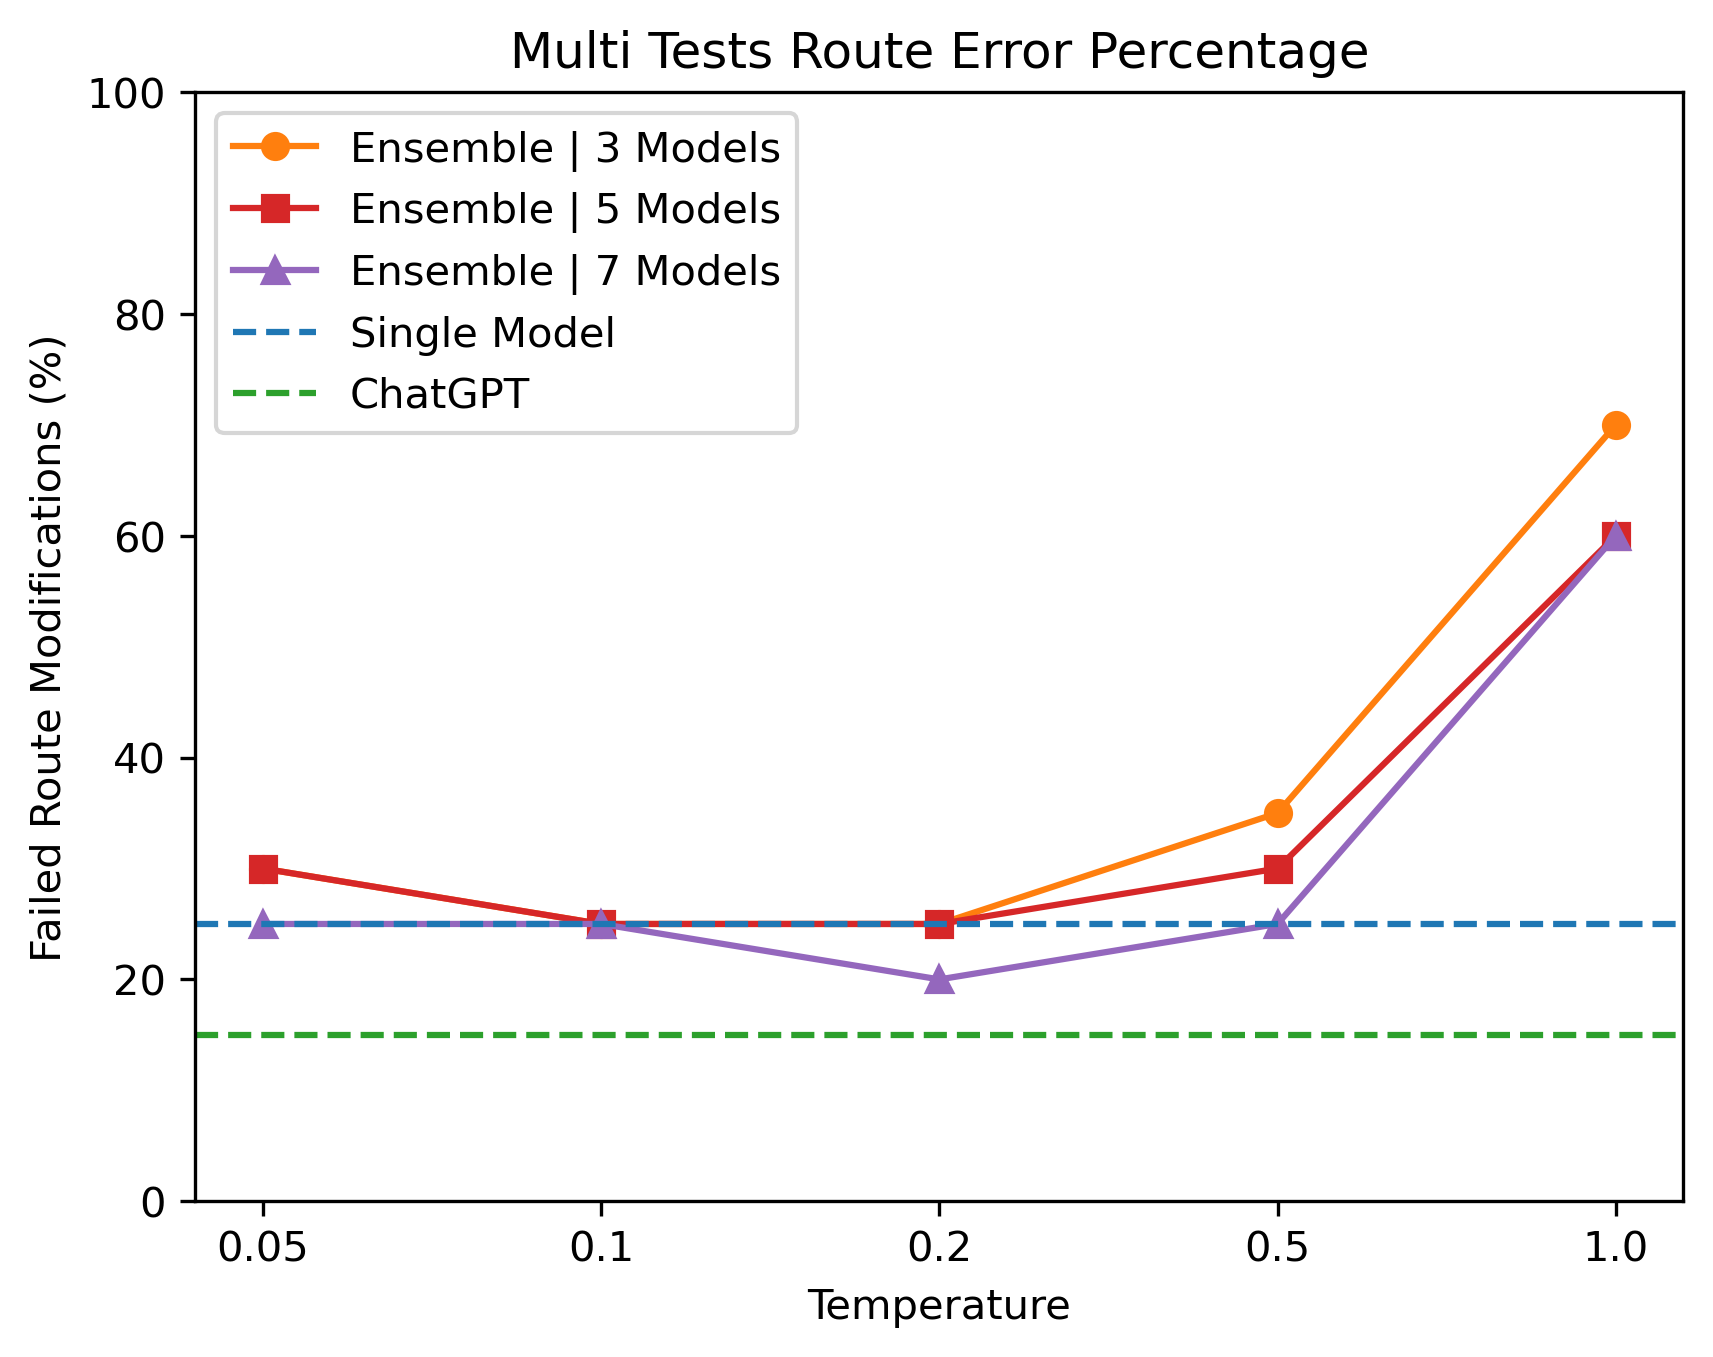 Multi Tests Route Error Percentage
Ensemble | 3 Models
Ensemble | 5 Models
Ensemble | 7 Models
Single Model
ChatGPT
Failed Route Modifications (%)
100
80
60
40
20
0
0.05 0.1 0.2 0.5 1.0
Temperature